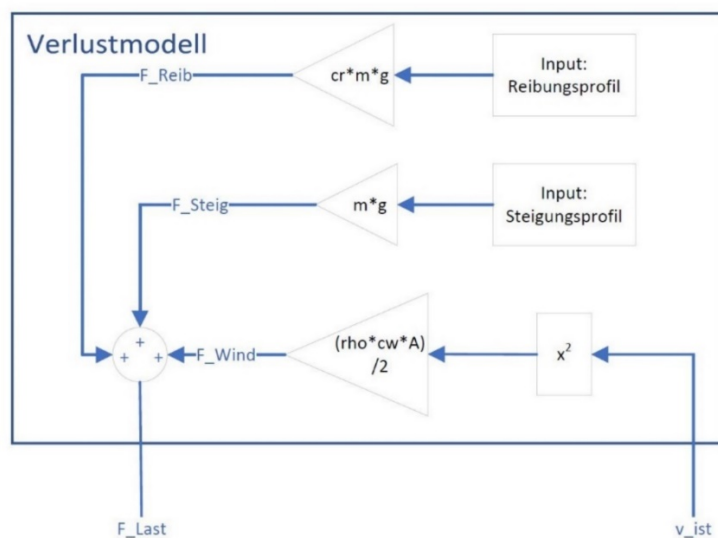 Verlustmodell
F_Reib
cr*m*g
Input:
Reibungsprofil
F_Steig
m*g
Input:
Steigungsprofil
+
+ +
F_Wind
(rho*cw*A)
/2
x²
F_Last
v_ist